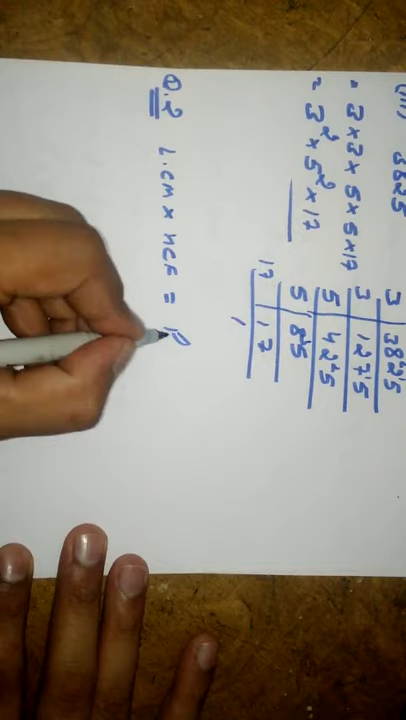 (iii) 3825
= 3×3×5×5×17
= 3² × 5² × 17
3 | 3825
3 | 1275
5 | 425
5 | 85
17 | 17
1
Q.2 L.CM × HCF = P